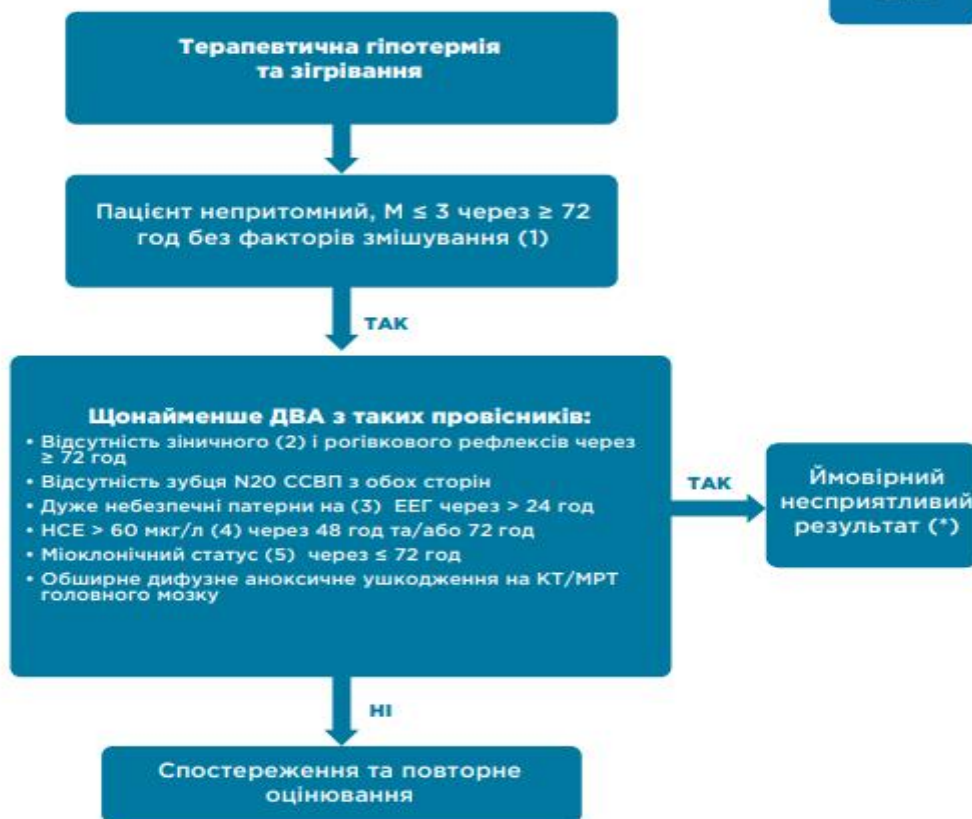 Терапевтична гіпотермія
та зігрівання
Пацієнт непритомний, М ≤ 3 через ≥ 72
год без факторів змішування (1)
ТАК
Щонайменше ДВА з таких провісників:
• Відсутність зіничного (2) і рогівкового рефлексів через
≥ 72 год
• Відсутність зубця N20 ССВП з обох сторін
• Дуже небезпечні патерни на (3) ЕЕГ через > 24 год
• НСЕ > 60 мкг/л (4) через 48 год та/або 72 год
• Міоклонічний статус (5) через ≤ 72 год
• Обширне дифузне аноксичне ушкодження на КТ/МРТ
головного мозку
ТАК
Ймовірний
несприятливий
результат (*)
НІ
Спостереження та повторне
оцінювання